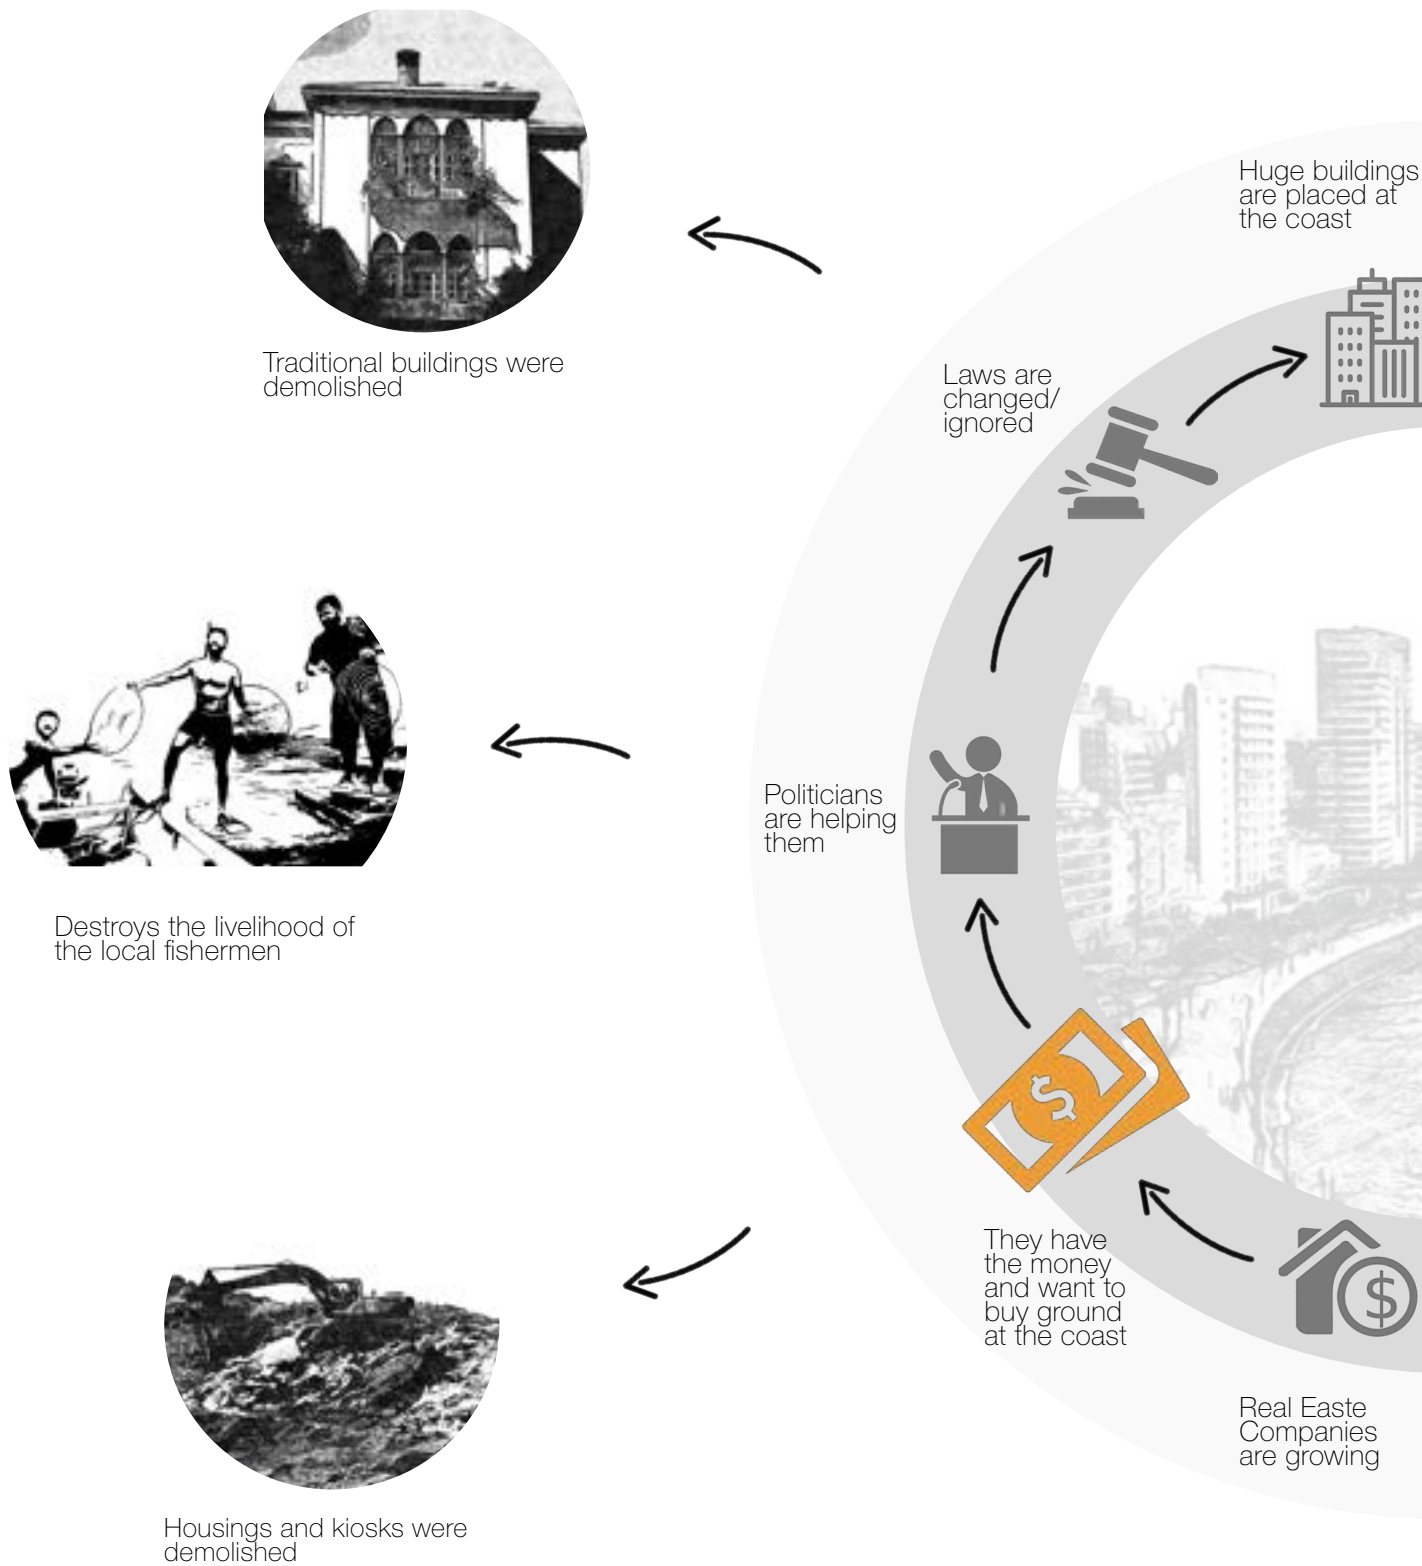 Huge buildings
are placed at
the coast
Traditional buildings were
demolished
Laws are
changed/
ignored
Politicians
are helping
them
Destroys the livelihood of
the local fishermen
They have
the money
and want to
buy ground
at the coast
Real Easte
Companies
are growing
Housings and kiosks were
demolished